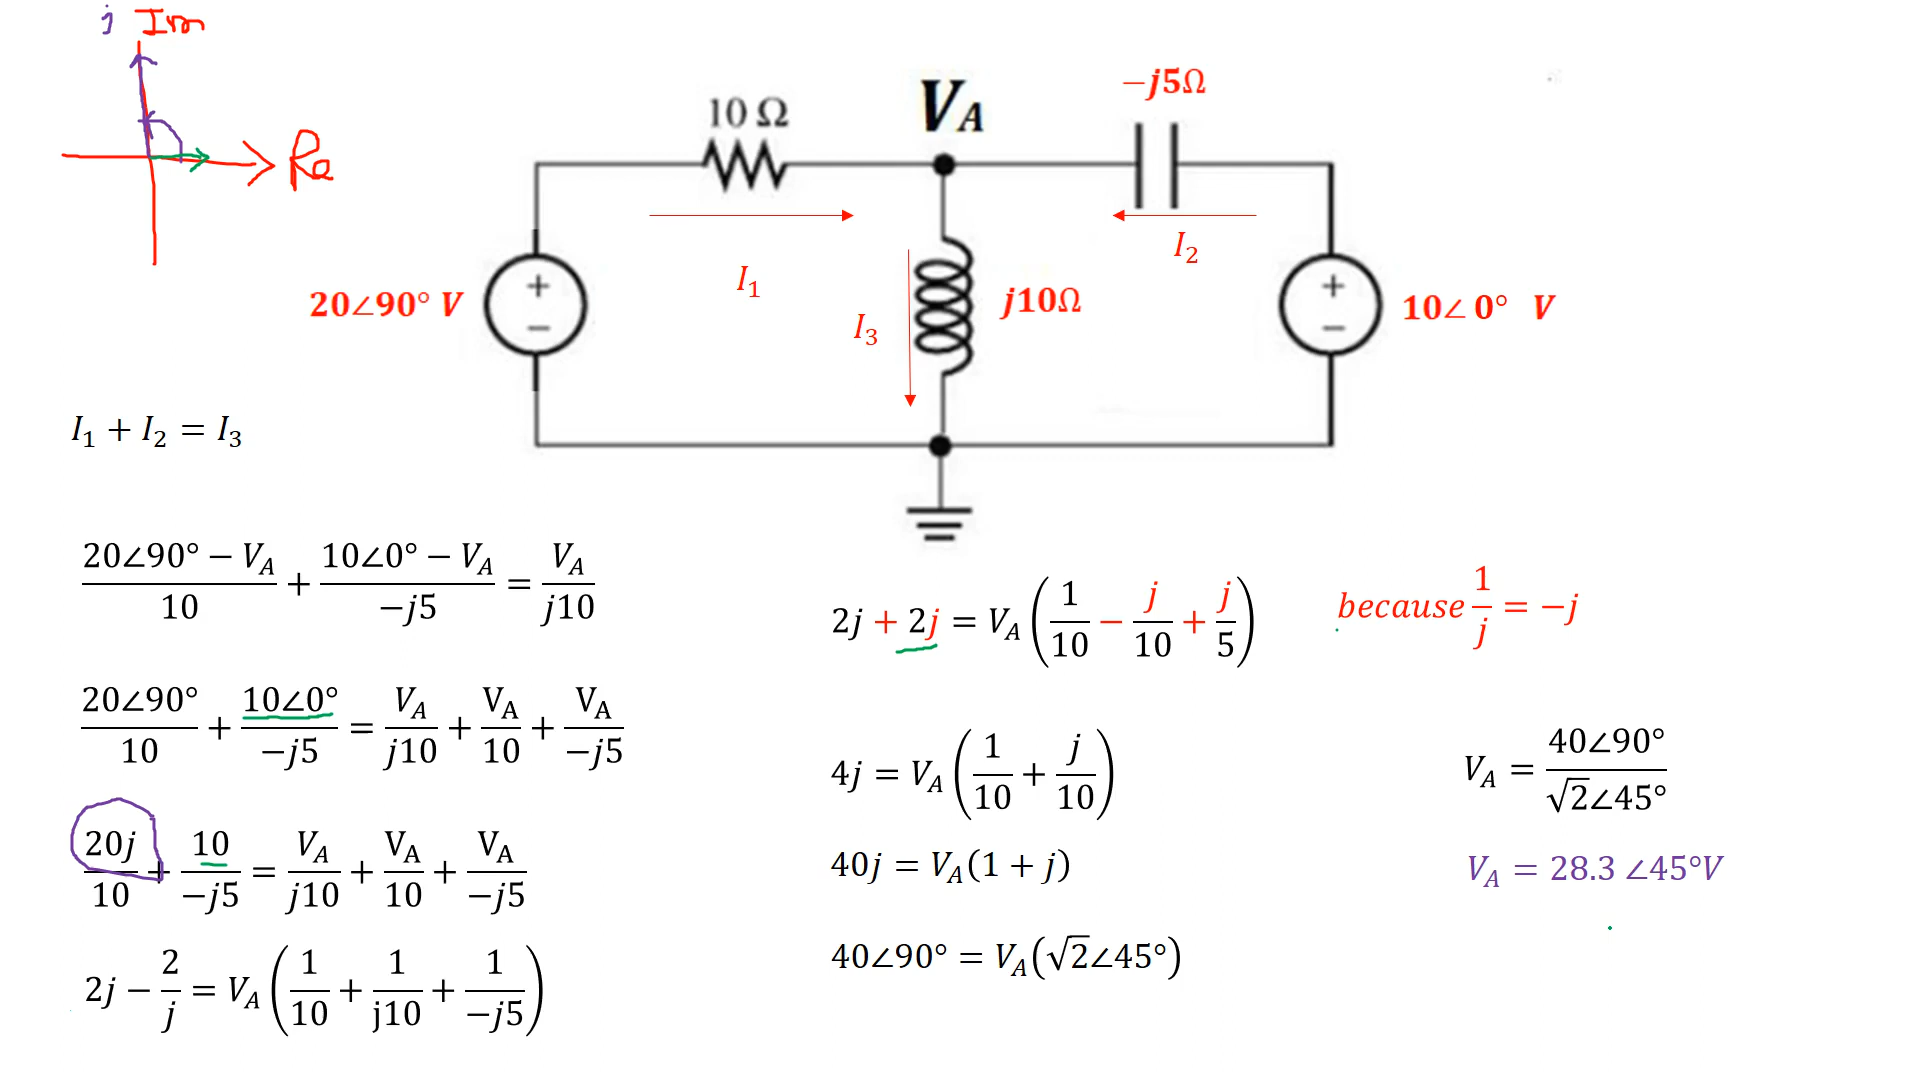 j Im
Re
10 Ω
V_A
−j5Ω
I_1
I_2
20∠90° V
I_3
j10Ω
10∠ 0° V
I_1 + I_2 = I_3
(20∠90° − V_A)/10 + (10∠0° − V_A)/(−j5) = V_A/(j10)
20∠90°/10 + 10∠0°/(−j5) = V_A/(j10) + V_A/10 + V_A/(−j5)
20j/10 + 10/(−j5) = V_A/(j10) + V_A/10 + V_A/(−j5)
2j − 2/j = V_A (1/10 + 1/(j10) + 1/(−j5))
2j + 2j = V_A (1/10 − j/10 + j/5)
because 1/j = −j
4j = V_A (1/10 + j/10)
40j = V_A(1 + j)
40∠90° = V_A(√2∠45°)
V_A = 40∠90°/(√2∠45°)
V_A = 28.3 ∠45°V